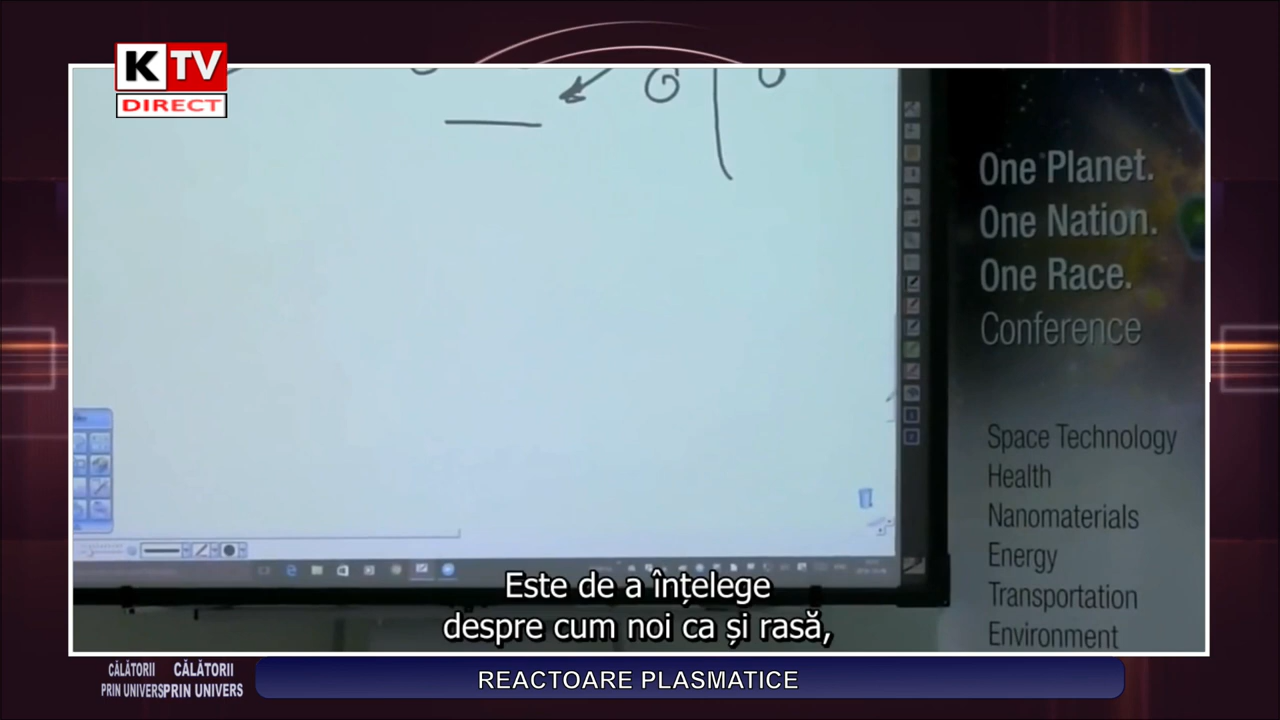 K TV
DIRECT
One Planet.
One Nation.
One Race.
Conference
Space Technology
Health
Nanomaterials
Energy
Transportation
Environment
Este de a înțelege
despre cum noi ca și rasă,
CĂLĂTORII
PRIN UNIVERS
CĂLĂTORII
PRIN UNIVERS
REACTOARE PLASMATICE